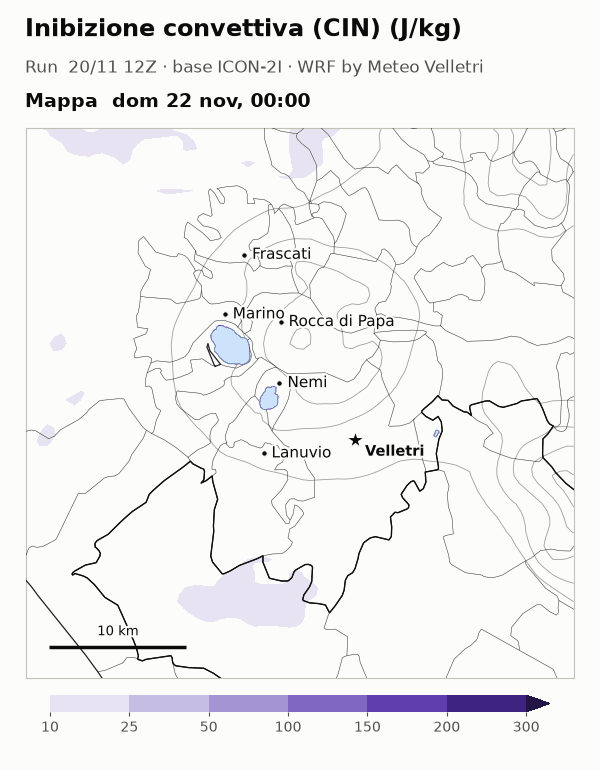 Inibizione convettiva (CIN) (J/kg)
Run  20/11 12Z · base ICON-2I · WRF by Meteo Velletri
Mappa  dom 22 nov, 00:00
Frascati
Marino
Rocca di Papa
Nemi
Velletri
Lanuvio
10 km
10 25 50 100 150 200 300